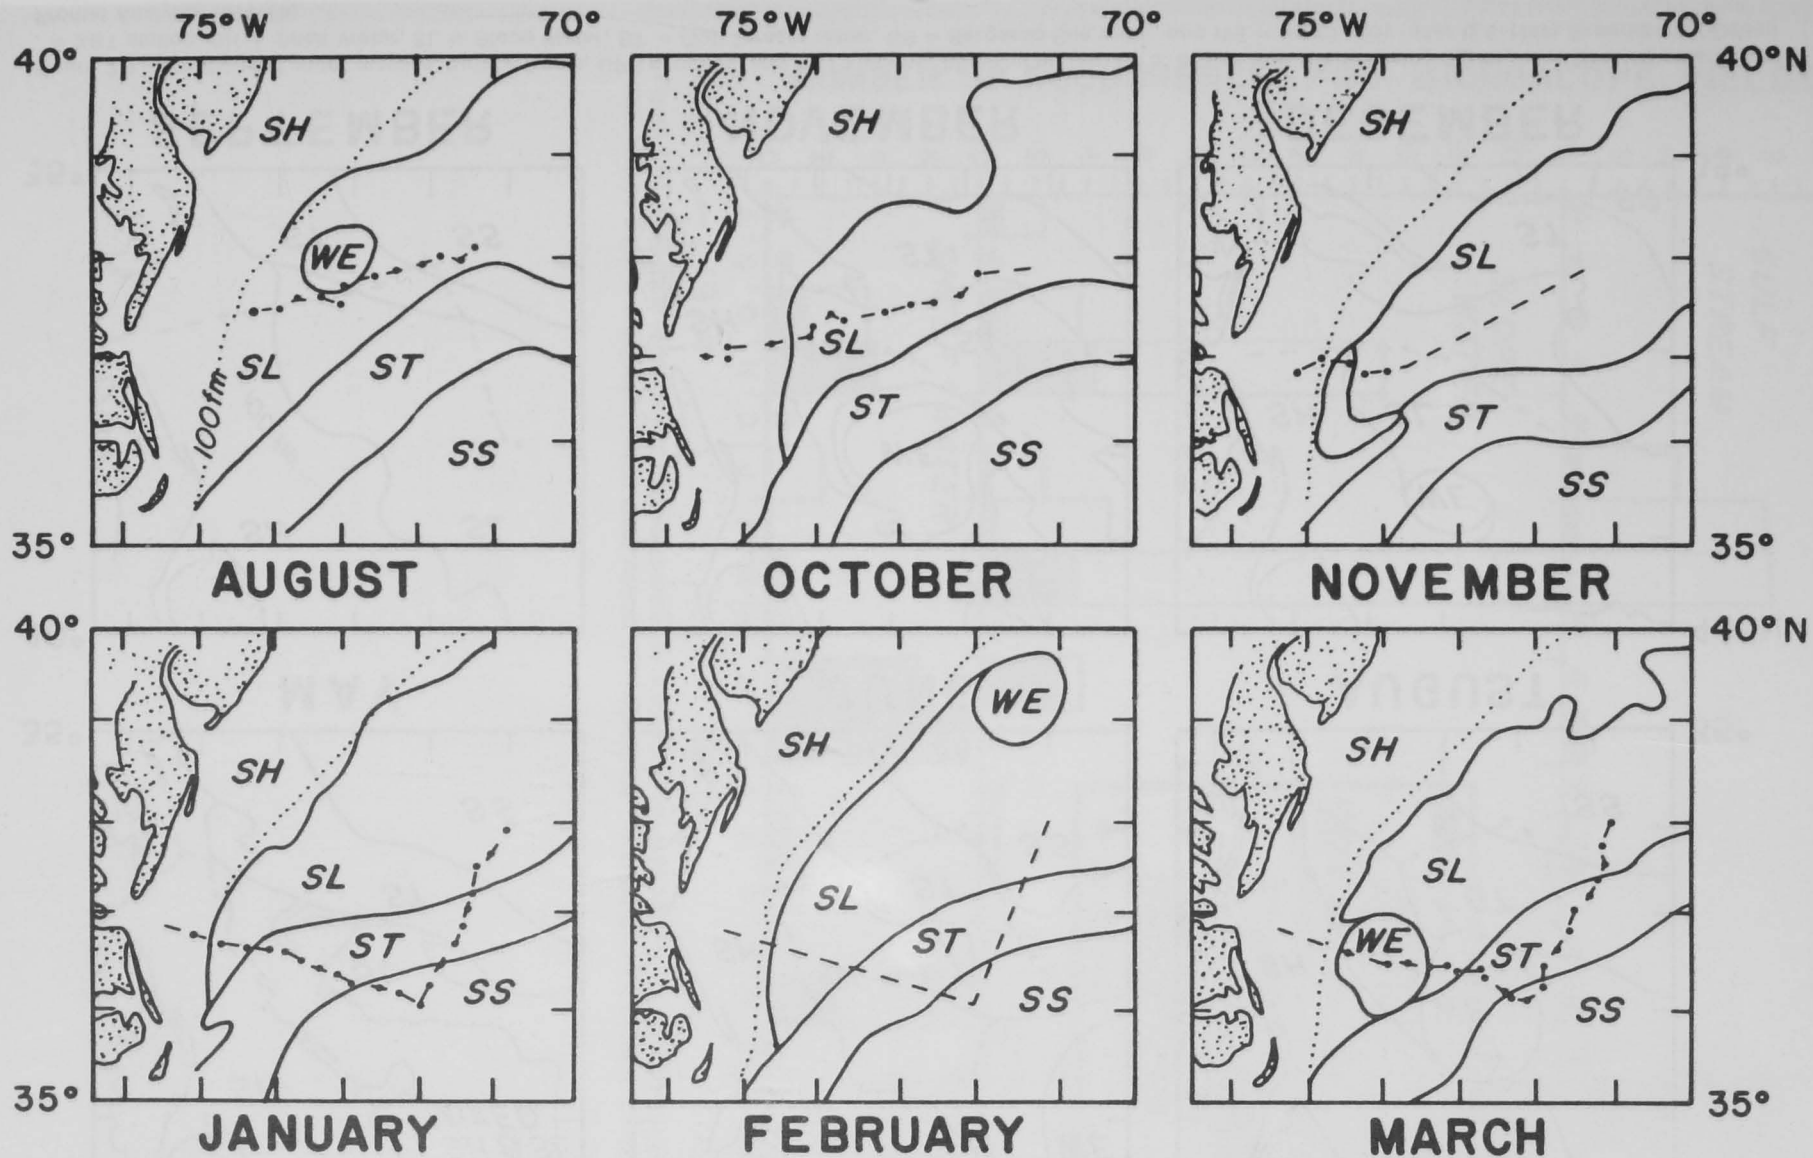 75°W 70° 75°W 70° 75°W 70°
40° 40°N
SH SH SH
WE SL
SL ST SL ST ST
100fm SS SS SS
35° 35°
AUGUST OCTOBER NOVEMBER
40° 40°N
WE
SH SH SH
SL SL SL
ST ST WE ST
SS SS SS
35° 35°
JANUARY FEBRUARY MARCH